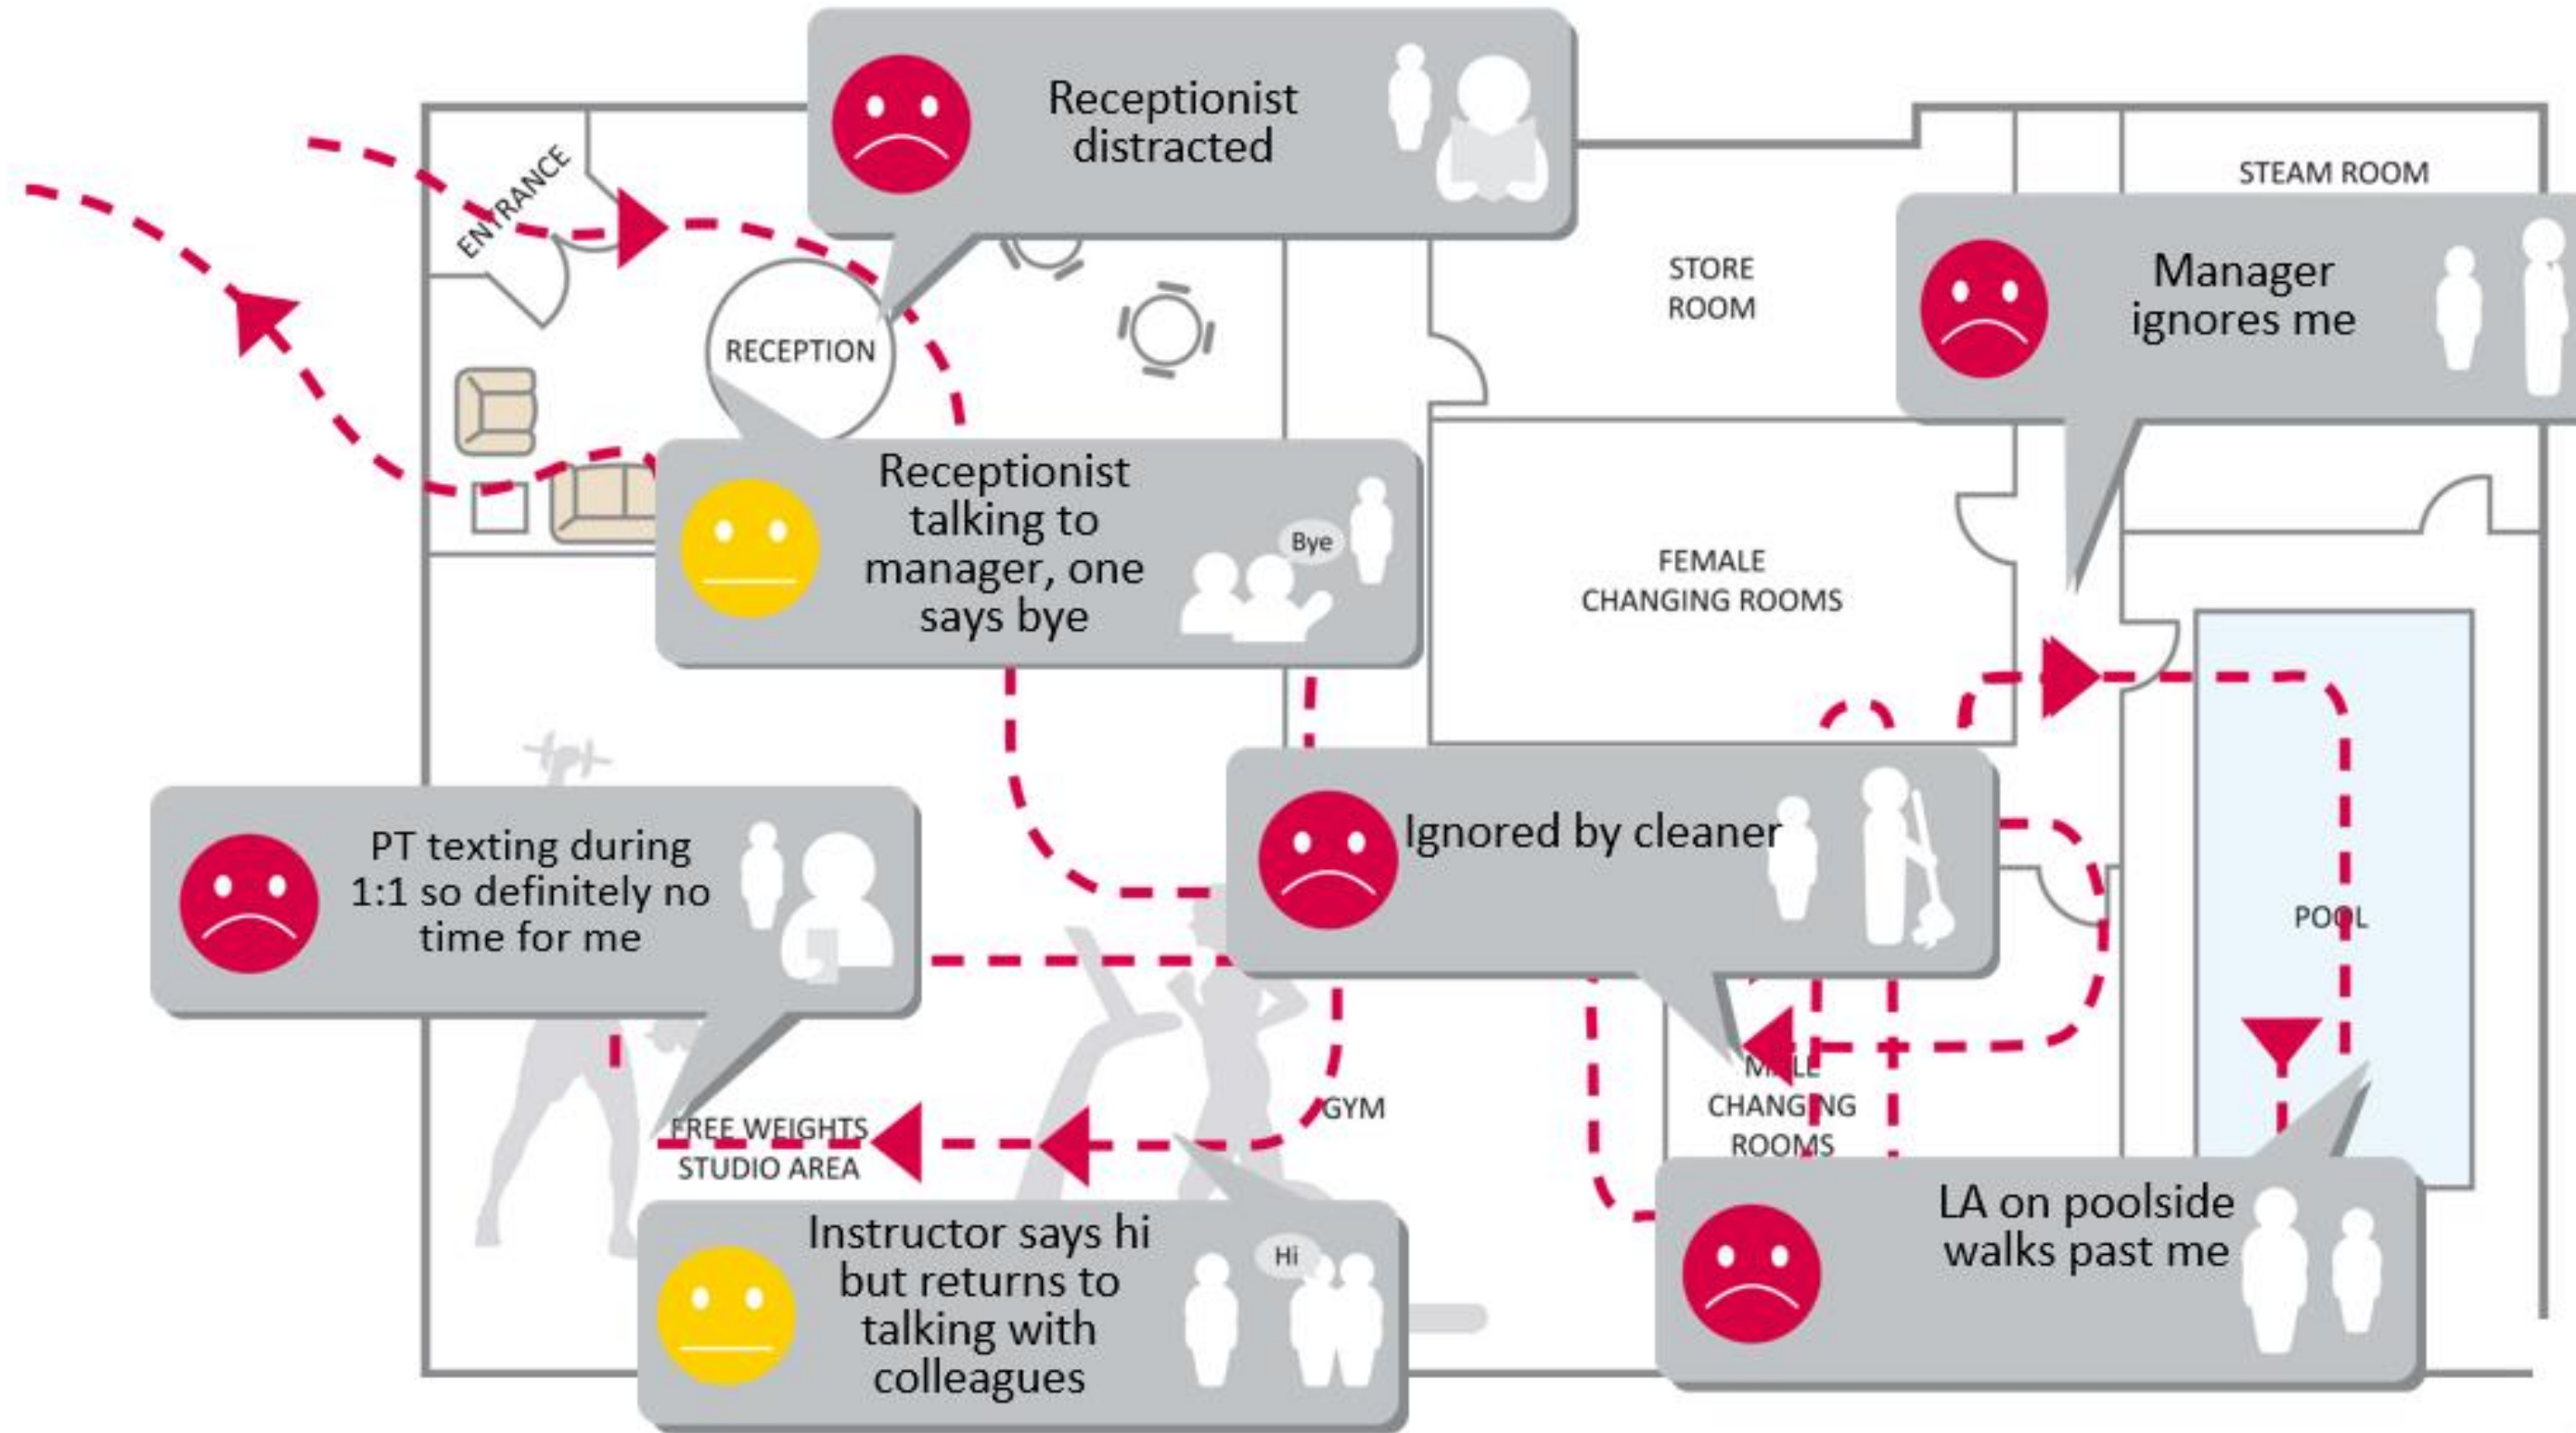 Receptionist
distracted
ENTRANCE
STEAM ROOM
STORE
ROOM
Manager
ignores me
RECEPTION
Receptionist
talking to
manager, one
says bye
Bye
FEMALE
CHANGING ROOMS
PT texting during
1:1 so definitely no
time for me
Ignored by cleaner
POOL
MALE
CHANGING
ROOMS
GYM
FREE WEIGHTS
STUDIO AREA
Instructor says hi
but returns to
talking with
colleagues
Hi
LA on poolside
walks past me